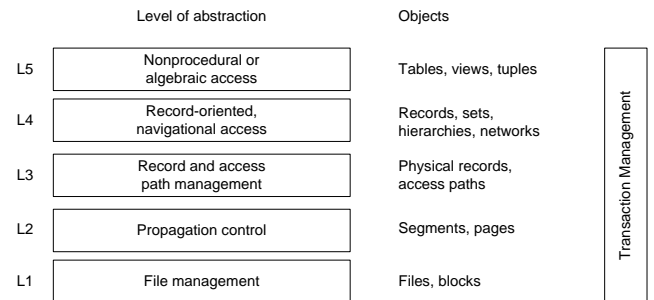 Level of abstraction
Objects
L5
Nonprocedural or
algebraic access
Tables, views, tuples
L4
Record-oriented,
navigational access
Records, sets,
hierarchies, networks
L3
Record and access
path management
Physical records,
access paths
L2
Propagation control
Segments, pages
L1
File management
Files, blocks
Transaction Management